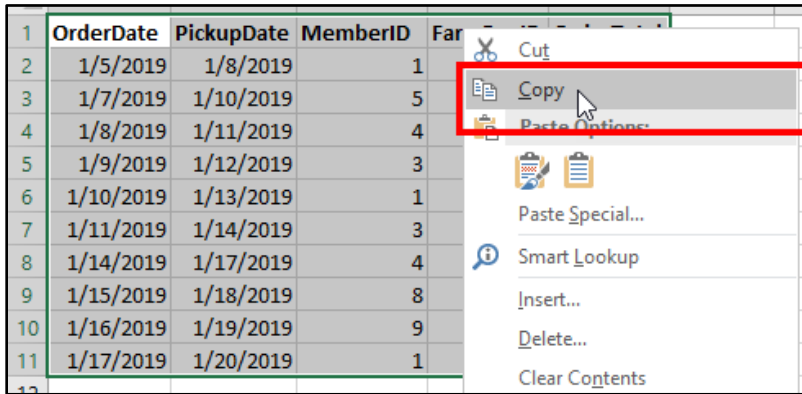 1 OrderDate PickupDate MemberID
2 1/5/2019 1/8/2019 1 Cut
3 1/7/2019 1/10/2019 5 Copy
4 1/8/2019 1/11/2019 4 Paste Options:
5 1/9/2019 1/12/2019 3
6 1/10/2019 1/13/2019 1
7 1/11/2019 1/14/2019 3 Paste Special...
8 1/14/2019 1/17/2019 4 Smart Lookup
9 1/15/2019 1/18/2019 8 Insert...
10 1/16/2019 1/19/2019 9 Delete...
11 1/17/2019 1/20/2019 1 Clear Contents